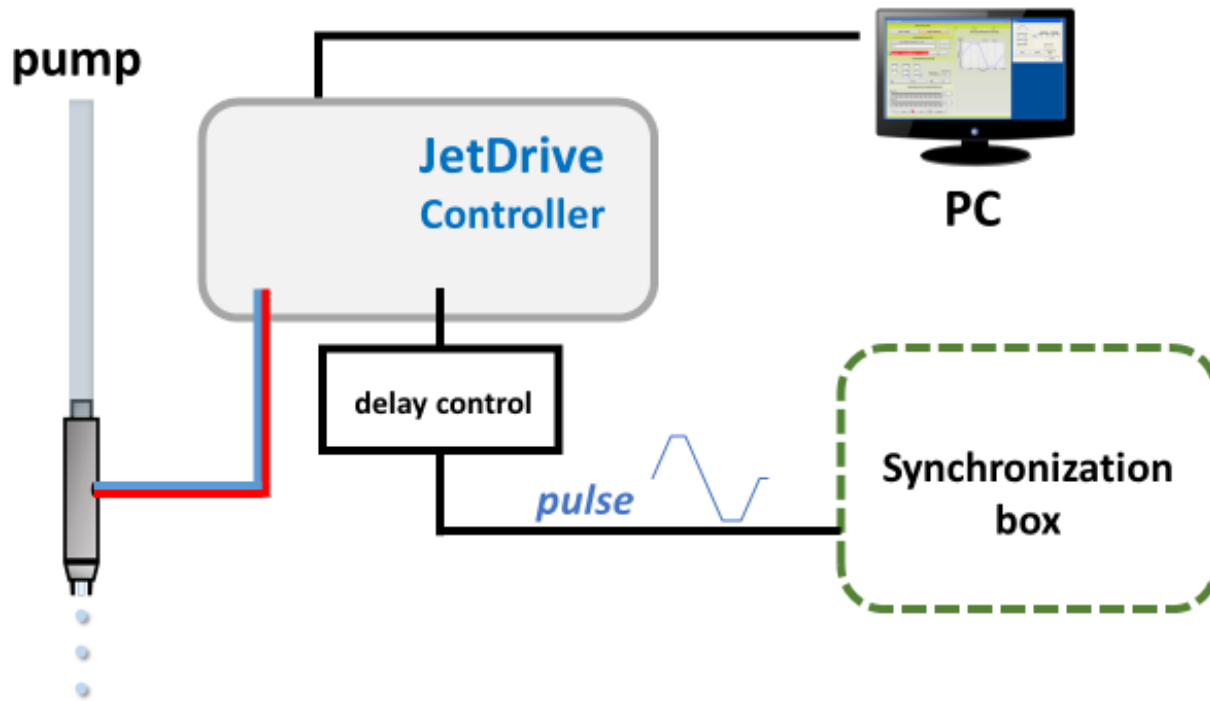 pump
JetDrive
Controller
PC
delay control
pulse
Synchronization
box